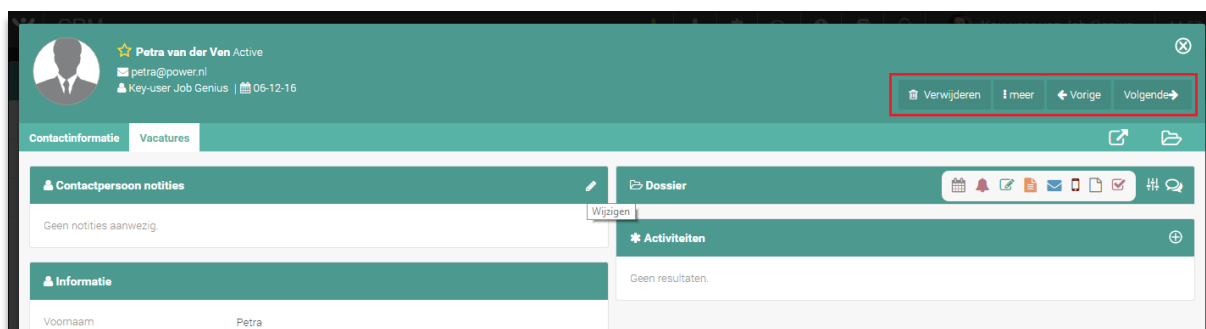 Petra van der Ven Active
petra@power.nl
Key-user Job Genius | 06-12-16
Verwijderen meer Vorige Volgende
Contactinformatie Vacatures
Contactpersoon notities
Wijzigen
Geen notities aanwezig.
Informatie
Voornaam Petra
Dossier
Activiteiten
Geen resultaten.